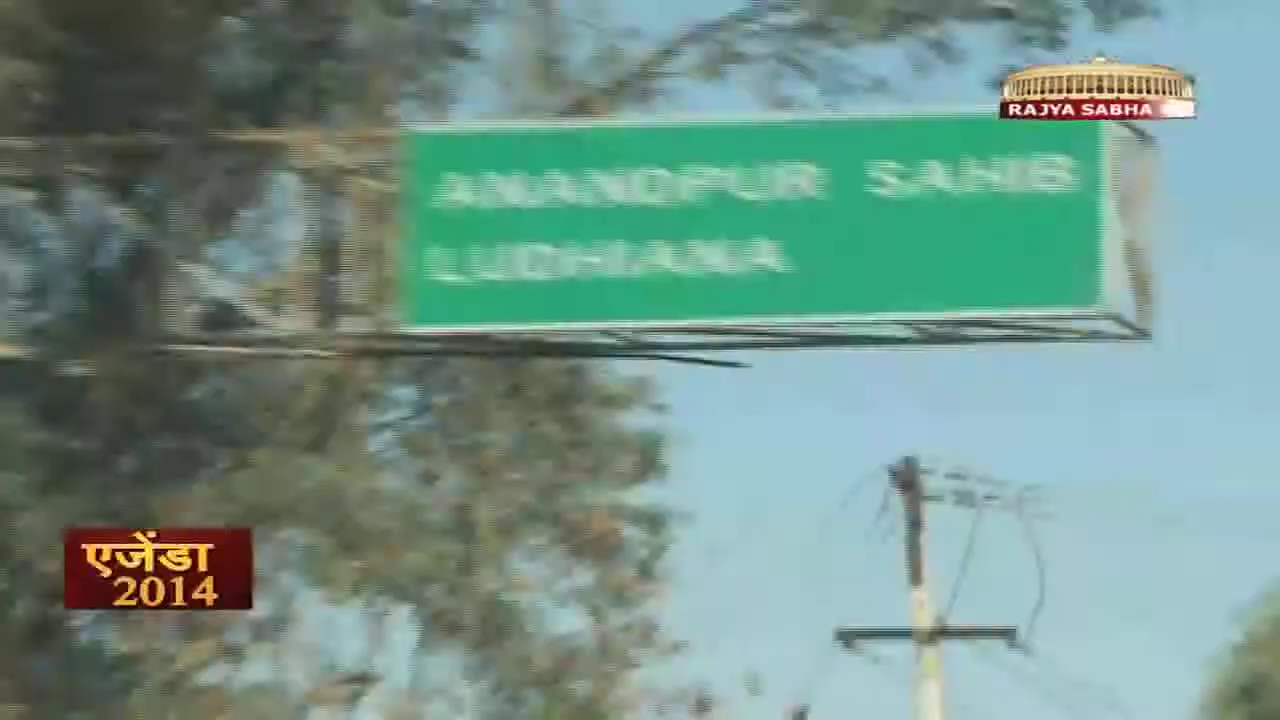 RAJYA SABHA
ANANDPUR SAHIB
LUDHIANA
एजेंडा
2014